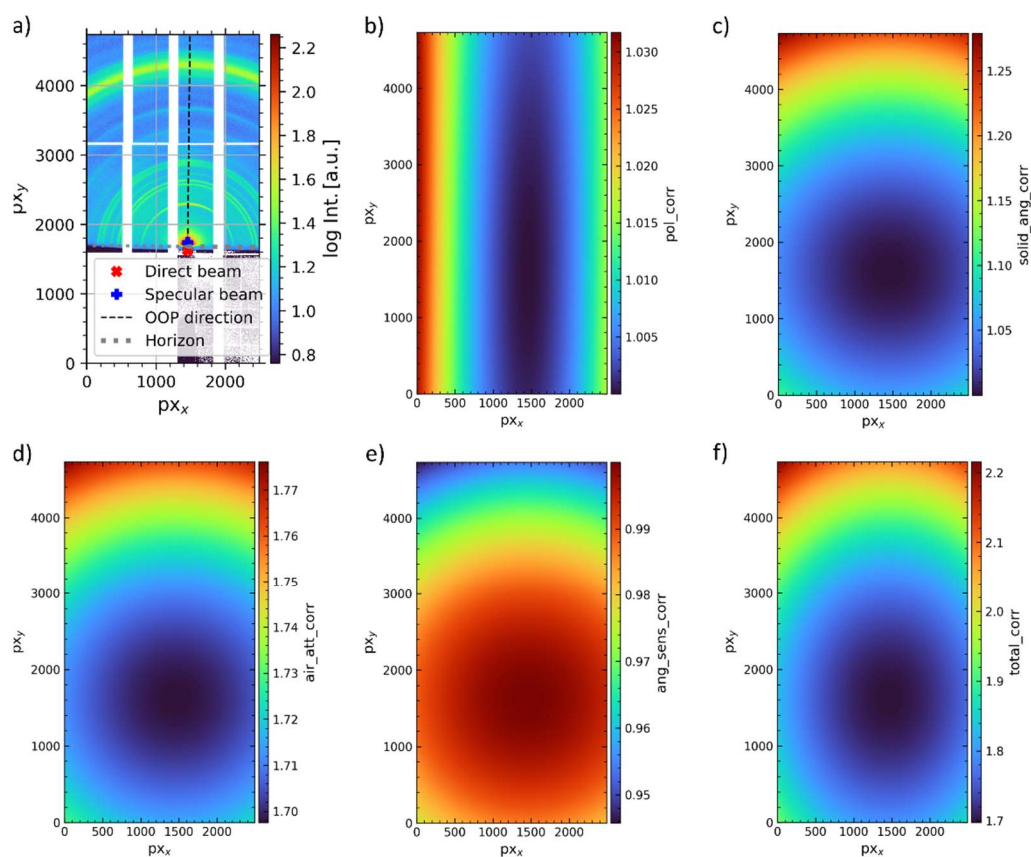 a)
4000
3000
2000
1000
0
px_y
0 1000 2000
px_x
Direct beam
Specular beam
OOP direction
Horizon
2.2
2.0
1.8
1.6
1.4
1.2
1.0
0.8
log Int. [a.u.]
b)
4000
3000
2000
1000
0
px_y
0 500 1000 1500 2000
px_x
1.030
1.025
1.020
1.015
1.010
1.005
pol_corr
c)
4000
3000
2000
1000
0
px_y
0 500 1000 1500 2000
px_x
1.25
1.20
1.15
1.10
1.05
solid_ang_corr
d)
4000
3000
2000
1000
0
px_y
0 500 1000 1500 2000
px_x
1.77
1.76
1.75
1.74
1.73
1.72
1.71
1.70
air_att_corr
e)
4000
3000
2000
1000
0
px_y
0 500 1000 1500 2000
px_x
0.99
0.98
0.97
0.96
0.95
ang_sens_corr
f)
4000
3000
2000
1000
0
px_y
0 500 1000 1500 2000
px_x
2.2
2.1
2.0
1.9
1.8
1.7
total_corr